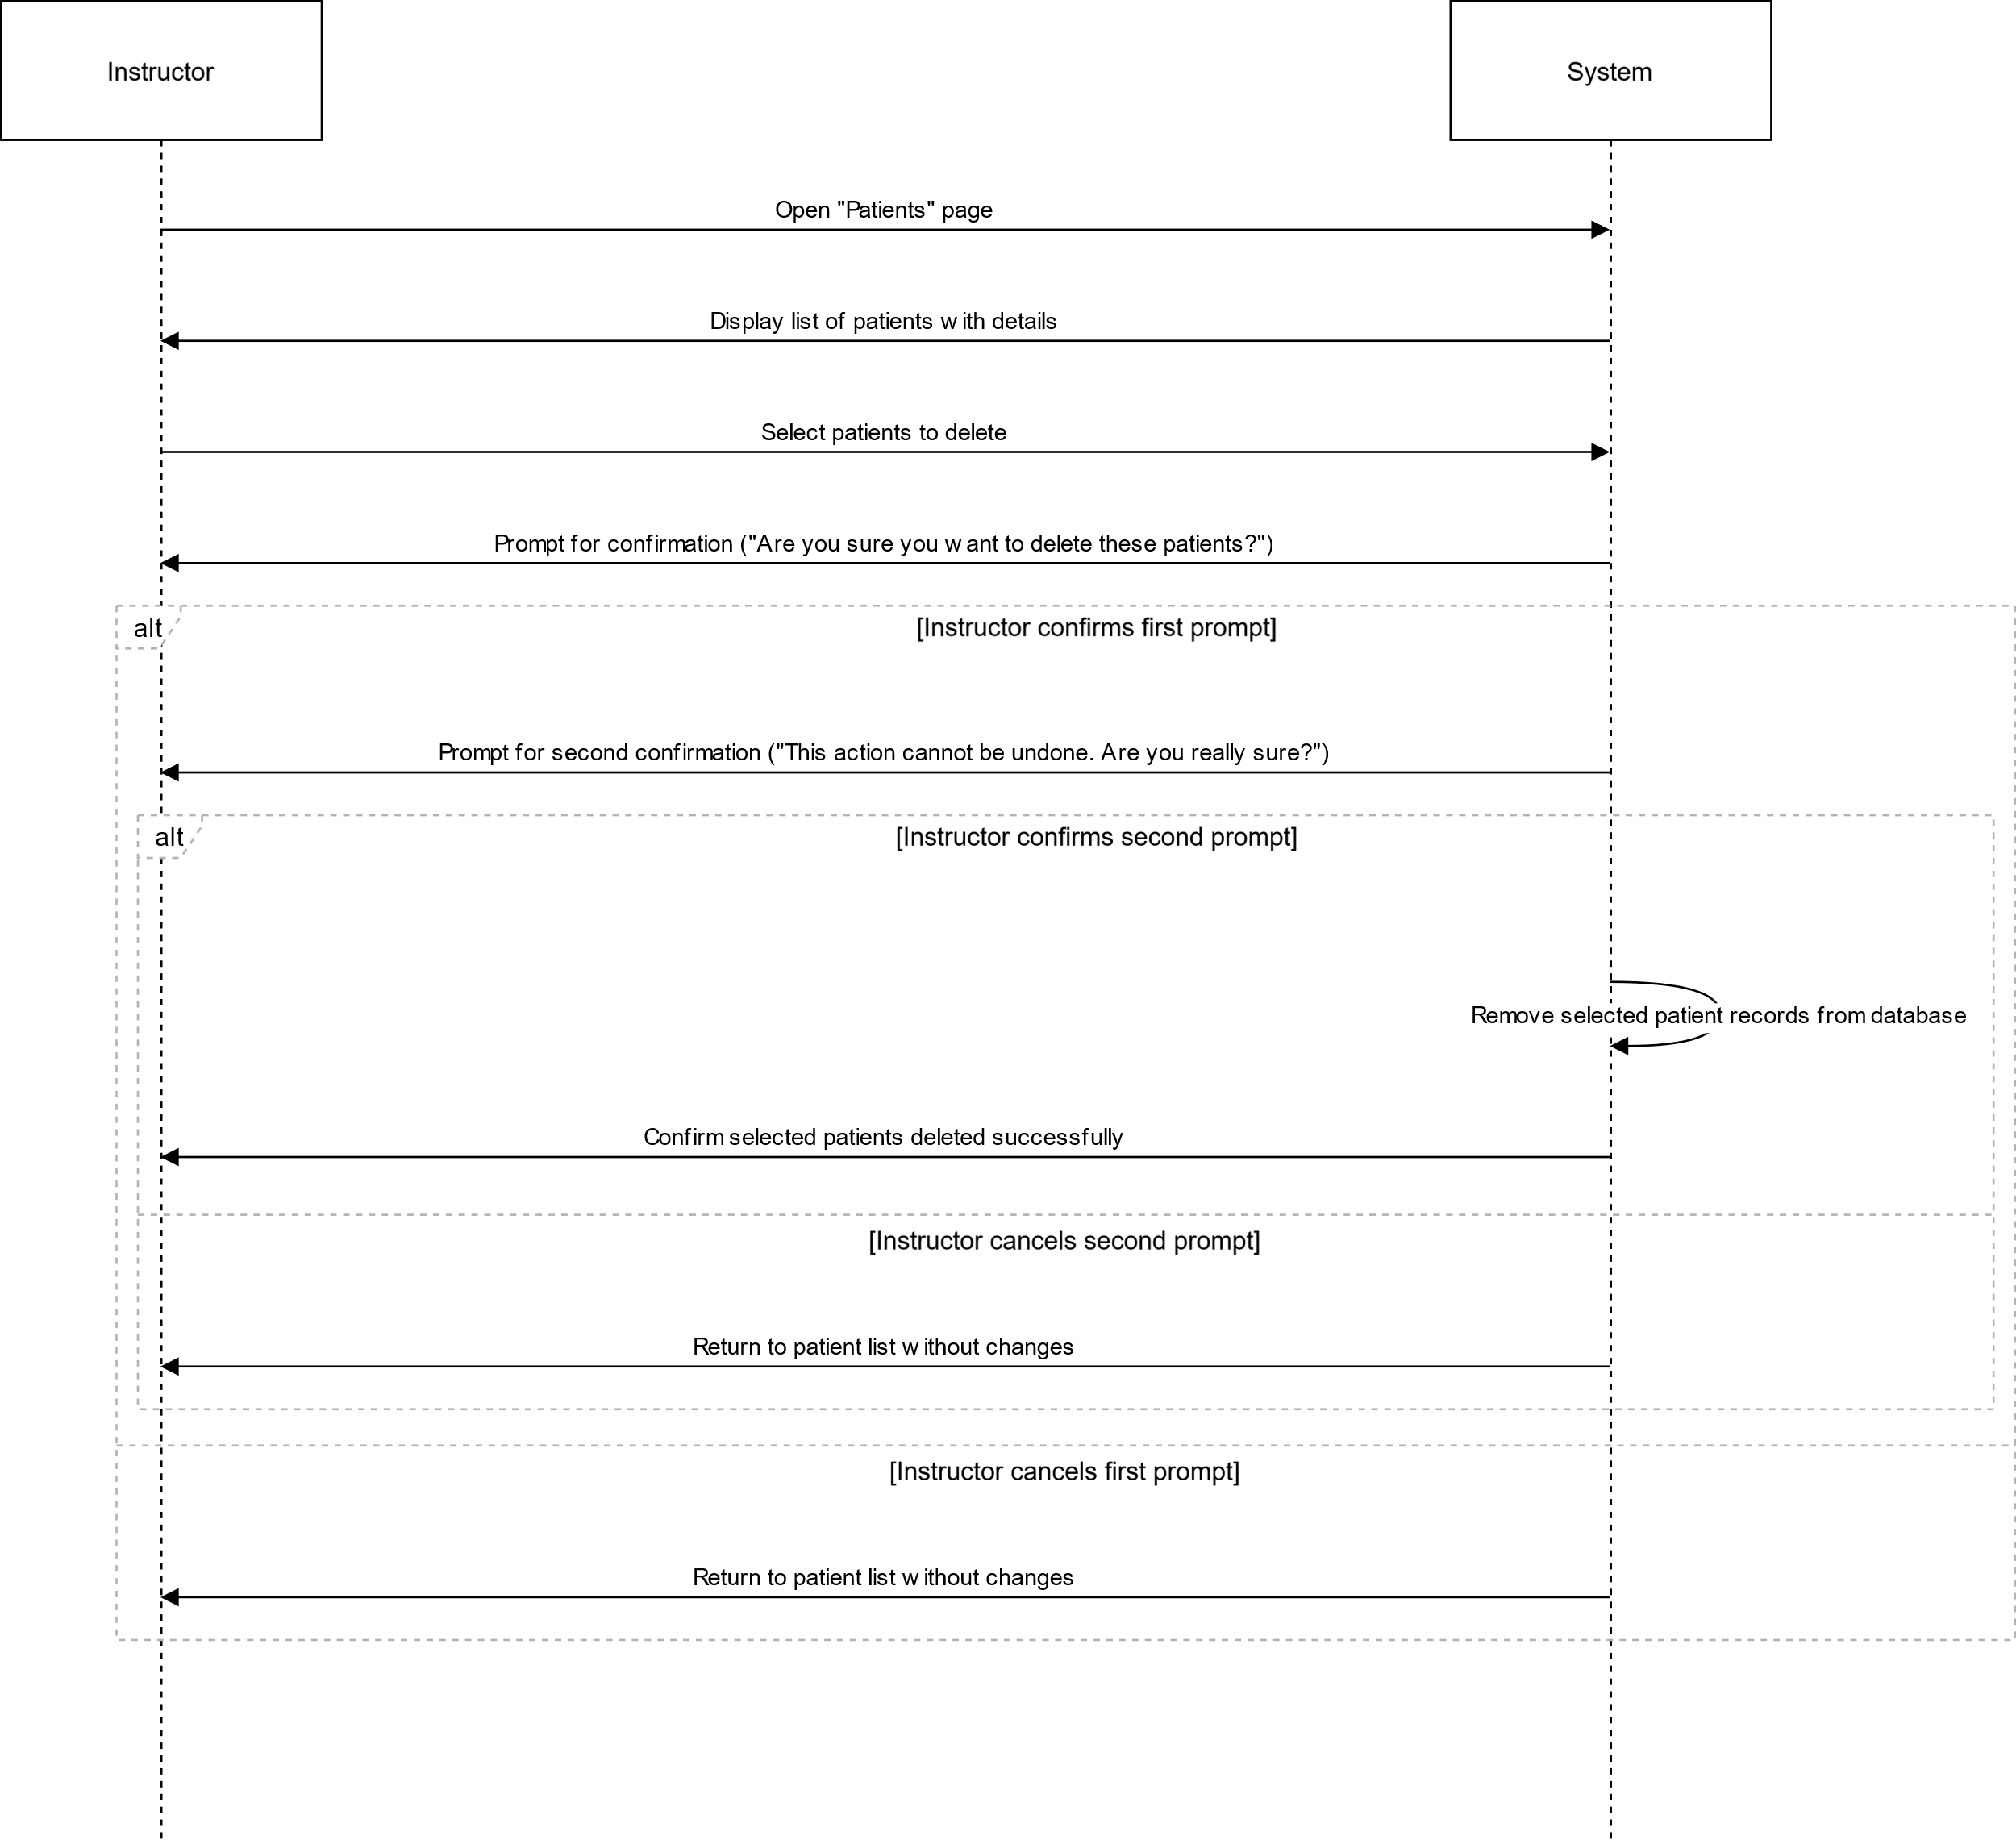 Instructor
System
Open "Patients" page
Display list of patients with details
Select patients to delete
Prompt for confirmation ("Are you sure you want to delete these patients?")
alt
[Instructor confirms first prompt]
Prompt for second confirmation ("This action cannot be undone. Are you really sure?")
alt
[Instructor confirms second prompt]
Remove selected patient records from database
Confirm selected patients deleted successfully
[Instructor cancels second prompt]
Return to patient list without changes
[Instructor cancels first prompt]
Return to patient list without changes